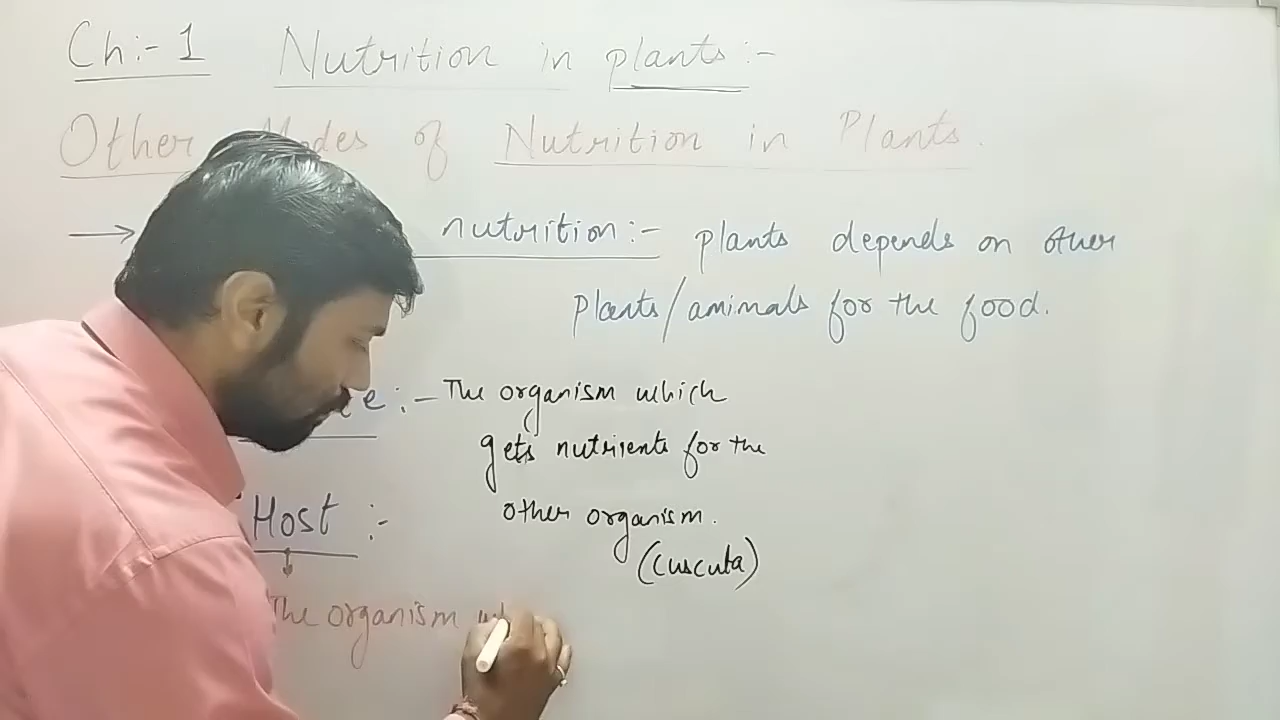 Ch:- 1 Nutrition in plants:-
Other Modes of Nutrition in Plants.
→ nutrition:- plants depends on other
plants/animals for the food.
:- The organism which
gets nutrients for the
other organism.
(cuscuta)
Host :-
The organism